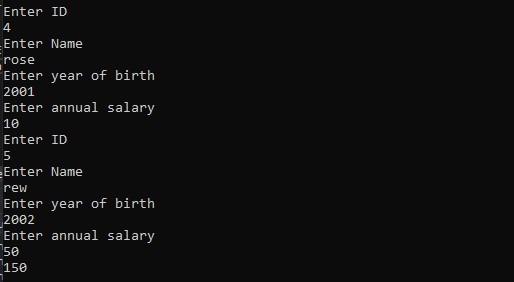 Enter ID
4
Enter Name
rose
Enter year of birth
2001
Enter annual salary
10
Enter ID
5
Enter Name
rew
Enter year of birth
2002
Enter annual salary
50
150